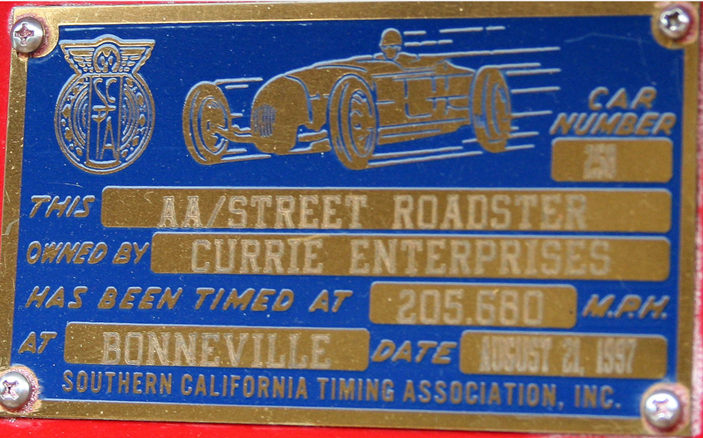 SCTA
CAR
NUMBER
THIS AA/STREET ROADSTER
OWNED BY CURRIE ENTERPRISES
HAS BEEN TIMED AT 205.660 M.P.H.
AT BONNEVILLE DATE AUGUST 21, 1997
SOUTHERN CALIFORNIA TIMING ASSOCIATION, INC.